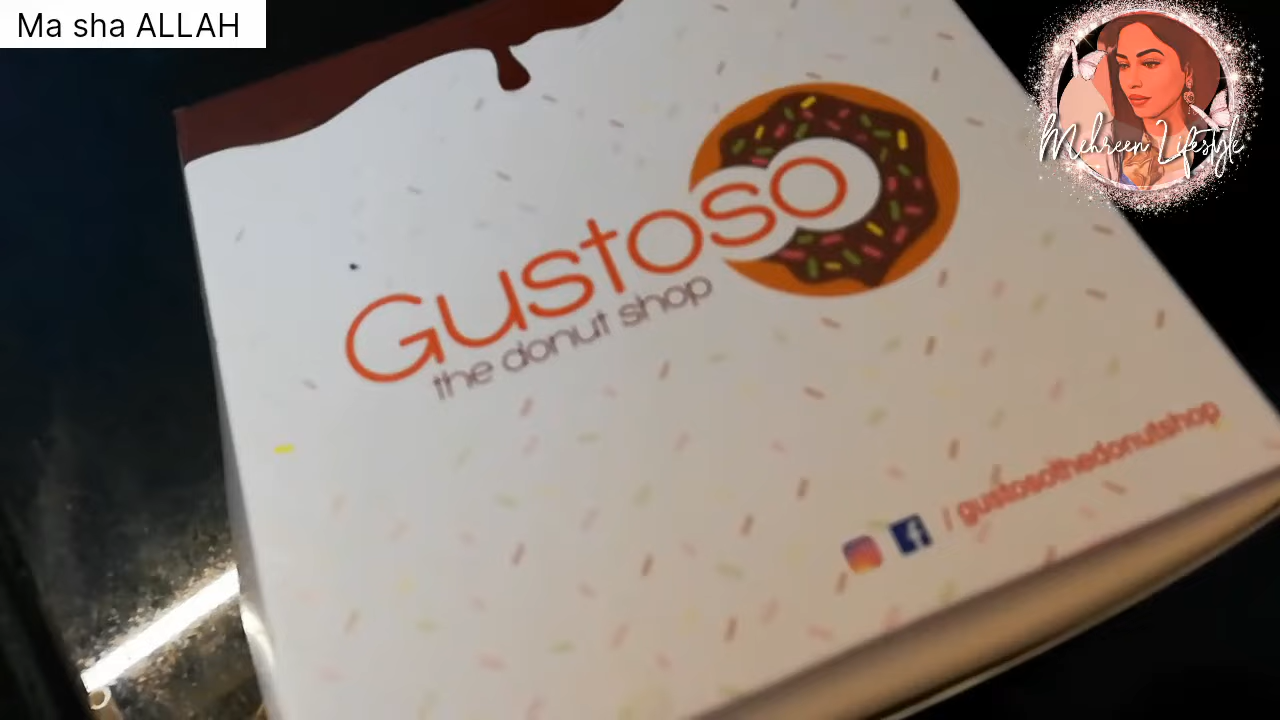 Ma sha ALLAH
Mehreen Lifestyle
Gustoso
the donut shop
/ gustosothedonutshop